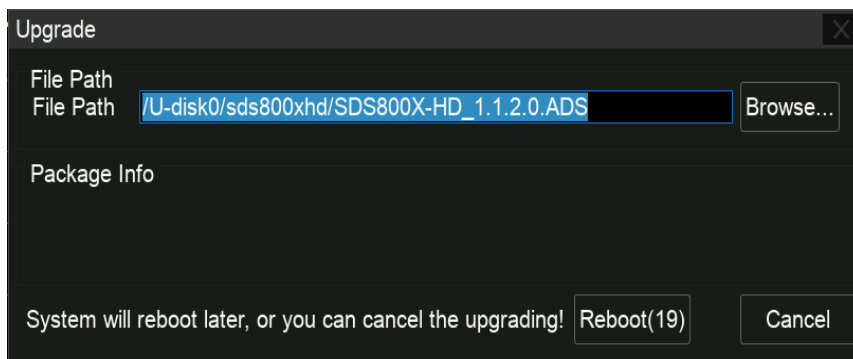 Upgrade X
File Path
File Path /U-disk0/sds800xhd/SDS800X-HD_1.1.2.0.ADS Browse...
Package Info
System will reboot later, or you can cancel the upgrading! Reboot(19) Cancel